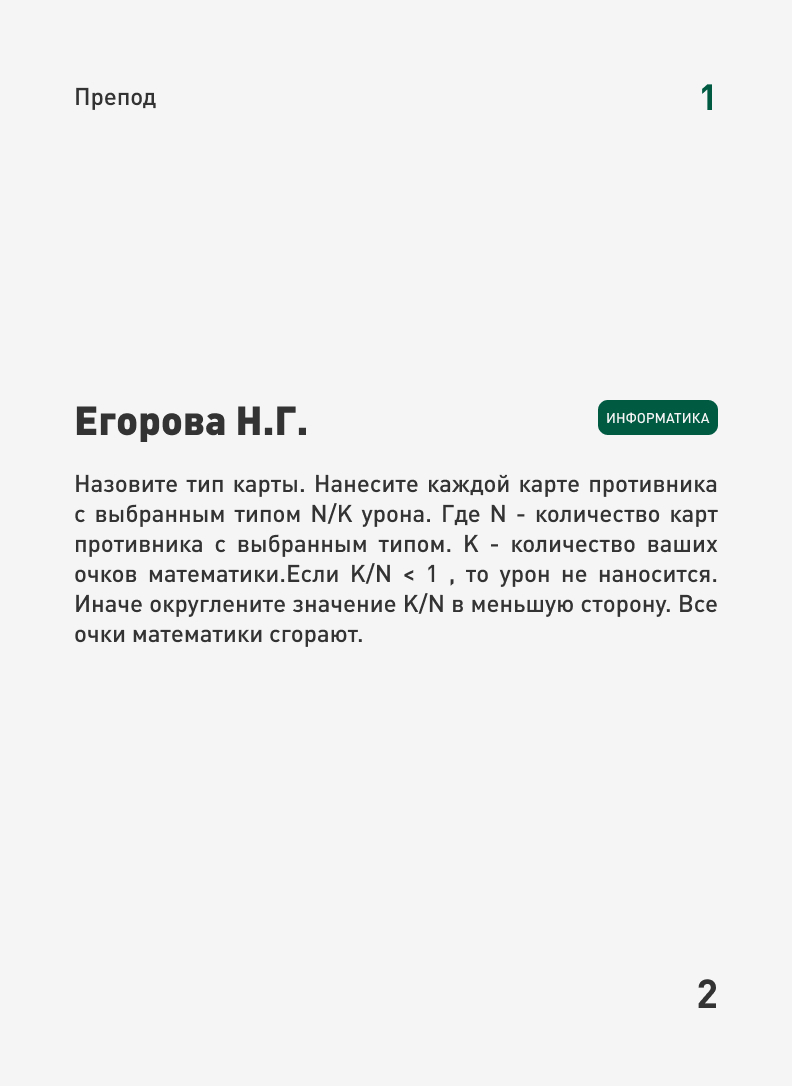 Препод
1
Егорова Н.Г.
ИНФОРМАТИКА
Назовите тип карты. Нанесите каждой карте противника
с выбранным типом N/K урона. Где N - количество карт
противника с выбранным типом. K - количество ваших
очков математики.Если K/N < 1 , то урон не наносится.
Иначе округлените значение K/N в меньшую сторону. Все
очки математики сгорают.
2